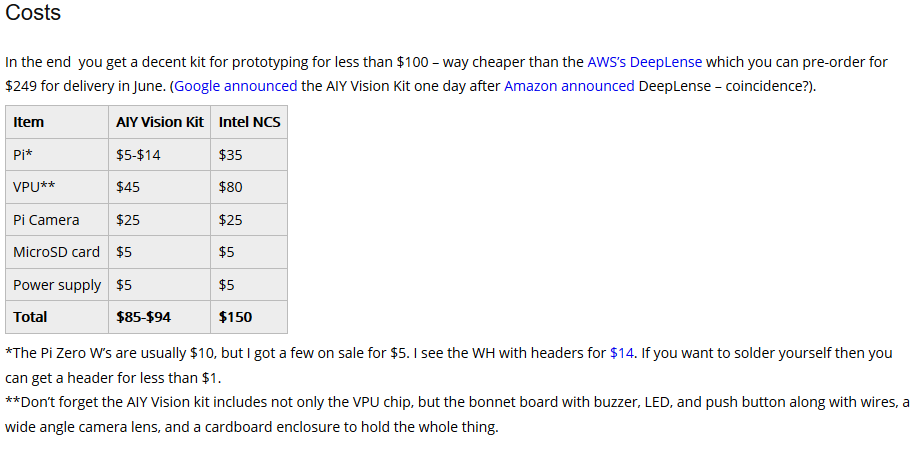 Costs
In the end  you get a decent kit for prototyping for less than $100 – way cheaper than the AWS's DeepLense which you can pre-order for
$249 for delivery in June. (Google announced the AIY Vision Kit one day after Amazon announced DeepLense – coincidence?).
Item AIY Vision Kit Intel NCS
Pi* $5-$14 $35
VPU** $45 $80
Pi Camera $25 $25
MicroSD card $5 $5
Power supply $5 $5
Total $85-$94 $150
*The Pi Zero W's are usually $10, but I got a few on sale for $5. I see the WH with headers for $14. If you want to solder yourself then you
can get a header for less than $1.
**Don't forget the AIY Vision kit includes not only the VPU chip, but the bonnet board with buzzer, LED, and push button along with wires, a
wide angle camera lens, and a cardboard enclosure to hold the whole thing.